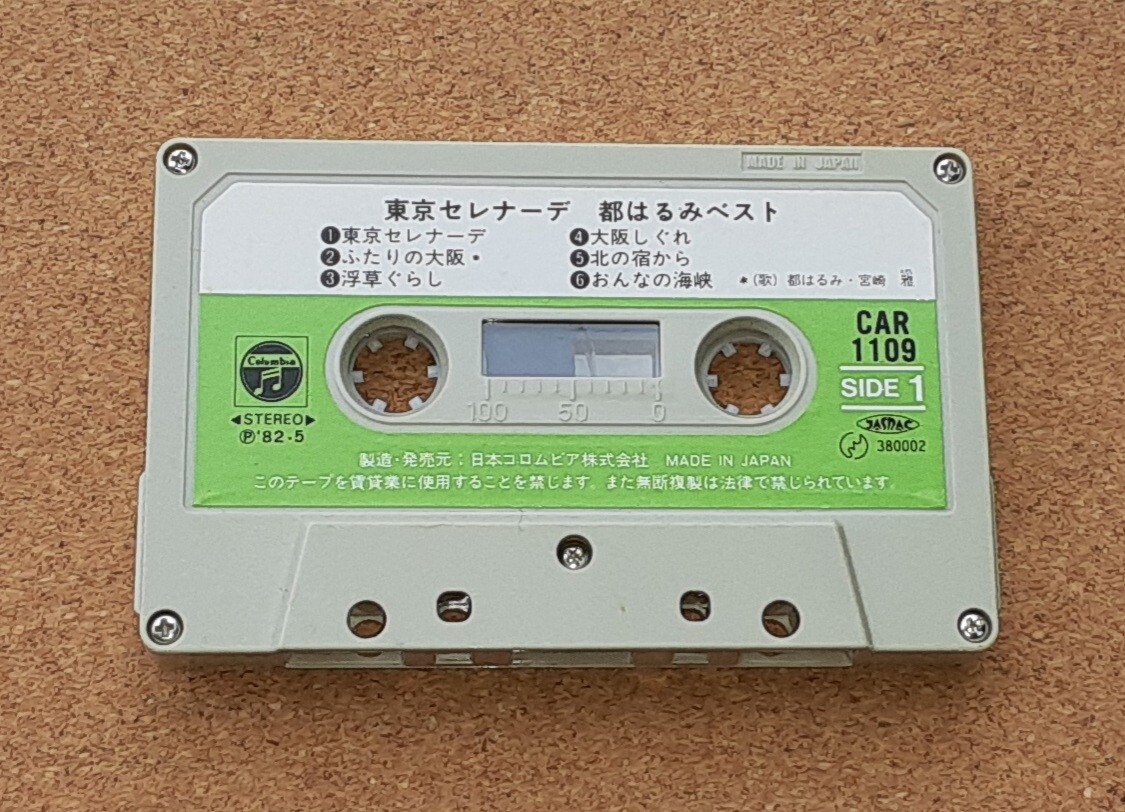 MADE IN JAPAN
東京セレナーデ 都はるみベスト
❶東京セレナーデ ❹大阪しぐれ
❷ふたりの大阪• ❺北の宿から
❸浮草ぐらし ❻おんなの海峡 *(歌) 都はるみ・宮崎 雅
CAR
1109
SIDE 1
Columbia
◀STEREO▶
Ⓟ'82・5
100 50 0
JASRAC
380002
製造・発売元:日本コロムビア株式会社 MADE IN JAPAN
このテープを賃貸業に使用することを禁じます。また無断複製は法律で禁じられています。